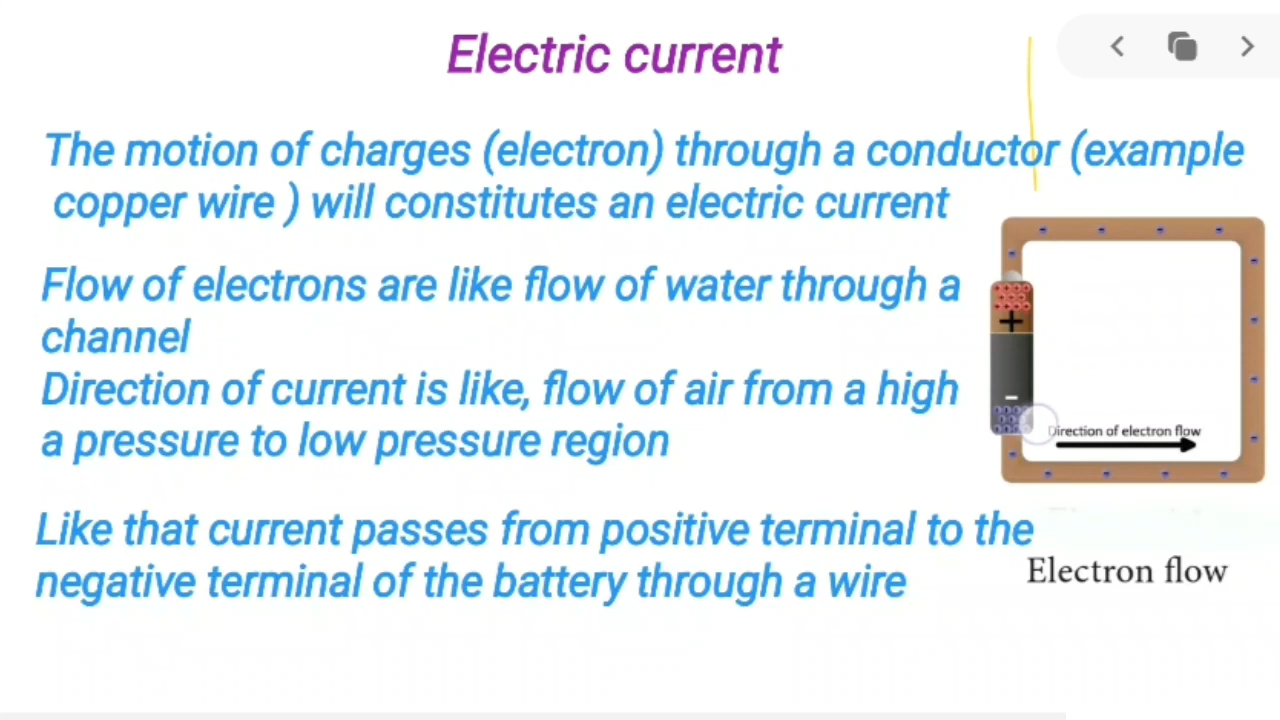 Electric current
The motion of charges (electron) through a conductor (example
copper wire ) will constitutes an electric current
Flow of electrons are like flow of water through a
channel
Direction of current is like, flow of air from a high
a pressure to low pressure region
+
-
Direction of electron flow
Like that current passes from positive terminal to the
negative terminal of the battery through a wire
Electron flow